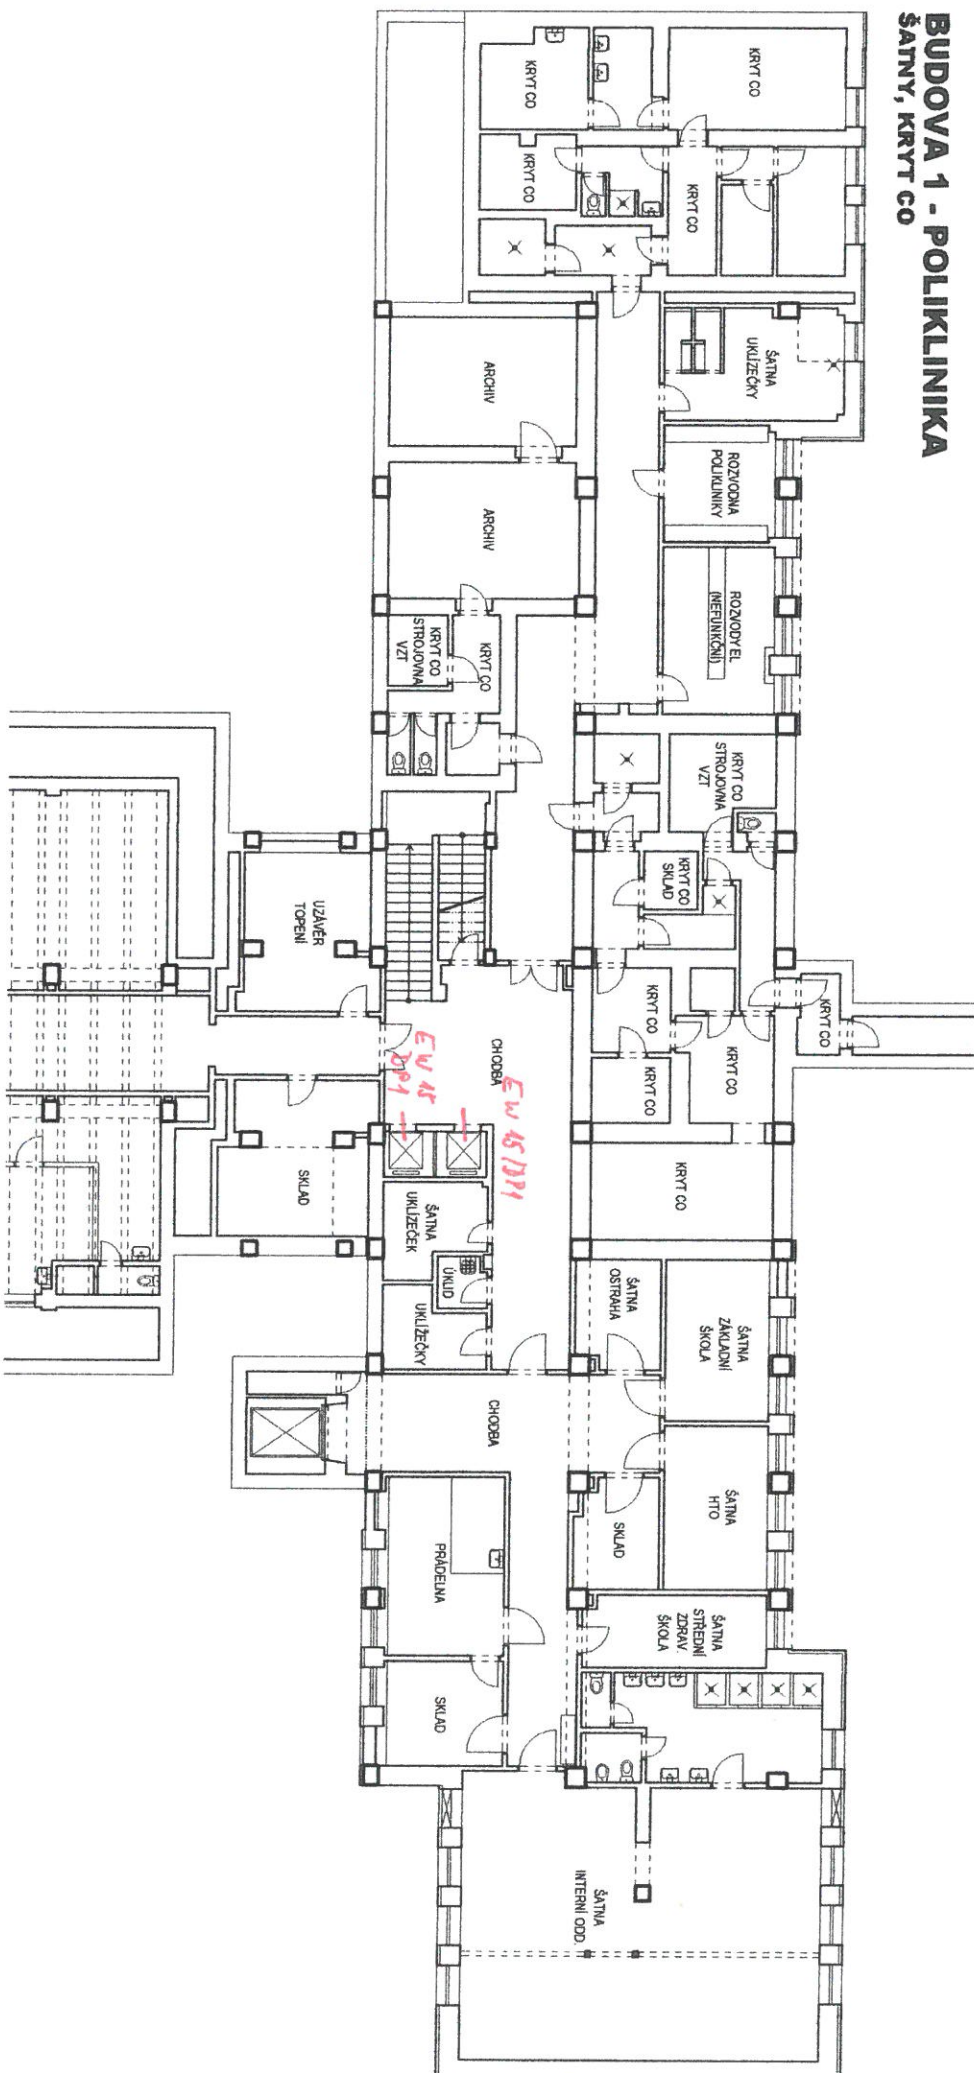 BUDOVA 1 - POLIKLINIKA
ŠATNY, KRYT CO
KRYT CO
KRYT CO
KRYT CO
KRYT CO
ŠATNA
UKLÍZEČKY
ARCHIV
ROZVODNA
POLIKLINIKY
ARCHIV
ROZVODY EL
(NEFUNKČNÍ)
KRYT CO
STROJOVNA
VZT
KRYT CO
KRYT CO
STROJOVNA
VZT
KRYT CO
SKLAD
UZÁVĚR
TOPENÍ
KRYT CO
KRYT CO
KRYT CO
KRYT CO
CHODBA
EW 15
DP1
EW 15 / DP1
KRYT CO
SKLAD
ŠATNA
UKLÍZEČEK
ÚKLID
UKLÍZEČKY
ŠATNA
OSTRAHA
ŠATNA
ZÁKLADNÍ
ŠKOLA
CHODBA
ŠATNA
HTO
SKLAD
PRÁDELNA
ŠATNA
STŘEDNÍ
ZDRAV.
ŠKOLA
SKLAD
ŠATNA
INTERNÍ ODD.